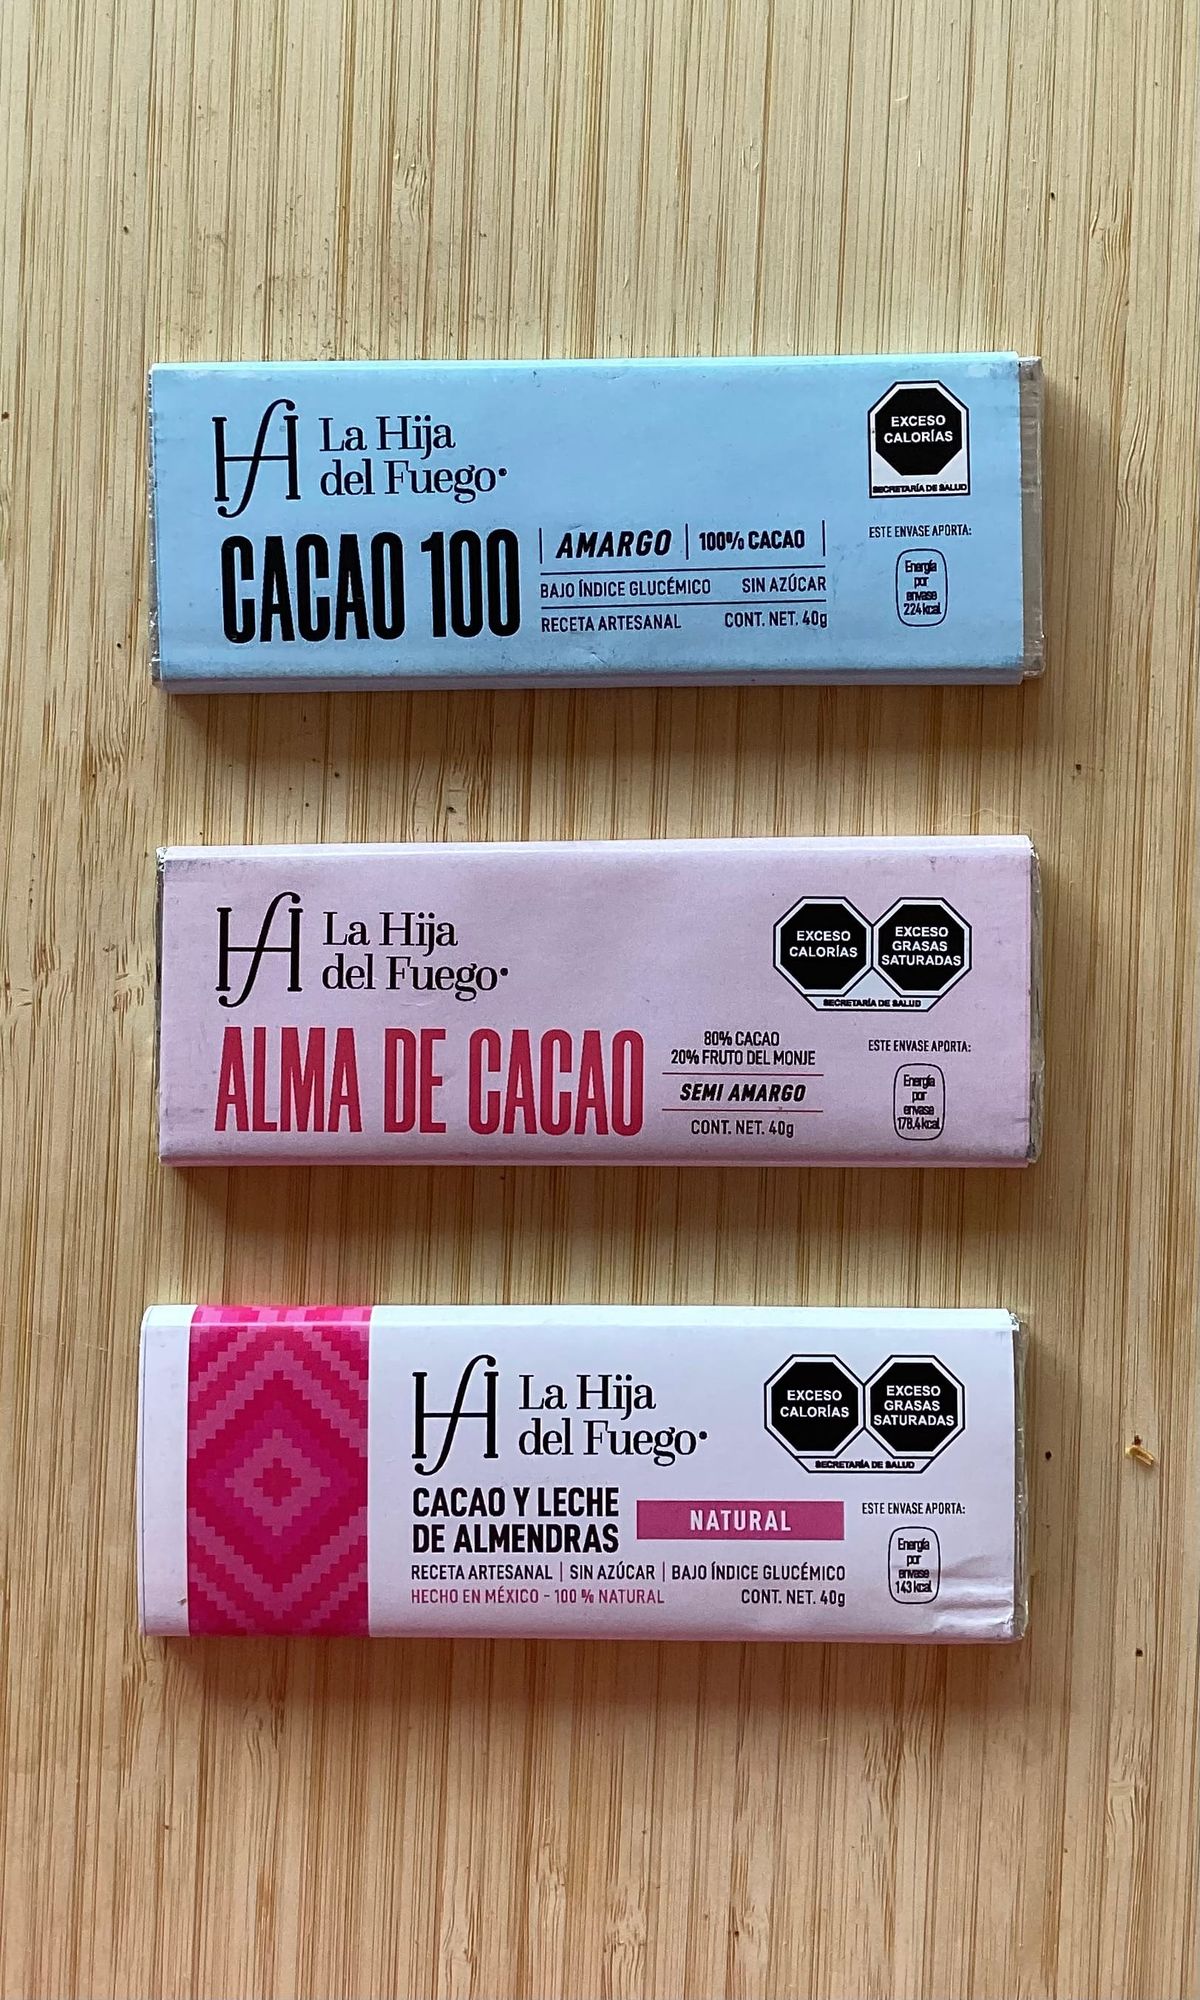 La Hija
del Fuego
EXCESO
CALORÍAS
SECRETARÍA DE SALUD
CACAO 100
AMARGO
100% CACAO
BAJO ÍNDICE GLUCÉMICO SIN AZÚCAR
RECETA ARTESANAL CONT. NET. 40g
ESTE ENVASE APORTA:
Energía
por
envase
224 kcal
La Hija
del Fuego
EXCESO
CALORÍAS
EXCESO
GRASAS
SATURADAS
SECRETARÍA DE SALUD
ALMA DE CACAO
80% CACAO
20% FRUTO DEL MONJE
SEMI AMARGO
CONT. NET. 40g
ESTE ENVASE APORTA:
Energía
por
envase
178.4 kcal
La Hija
del Fuego
EXCESO
CALORÍAS
EXCESO
GRASAS
SATURADAS
SECRETARÍA DE SALUD
CACAO Y LECHE
DE ALMENDRAS
NATURAL
RECETA ARTESANAL | SIN AZÚCAR | BAJO ÍNDICE GLUCÉMICO
HECHO EN MÉXICO - 100 % NATURAL CONT. NET. 40g
ESTE ENVASE APORTA:
Energía
por
envase
143 kcal